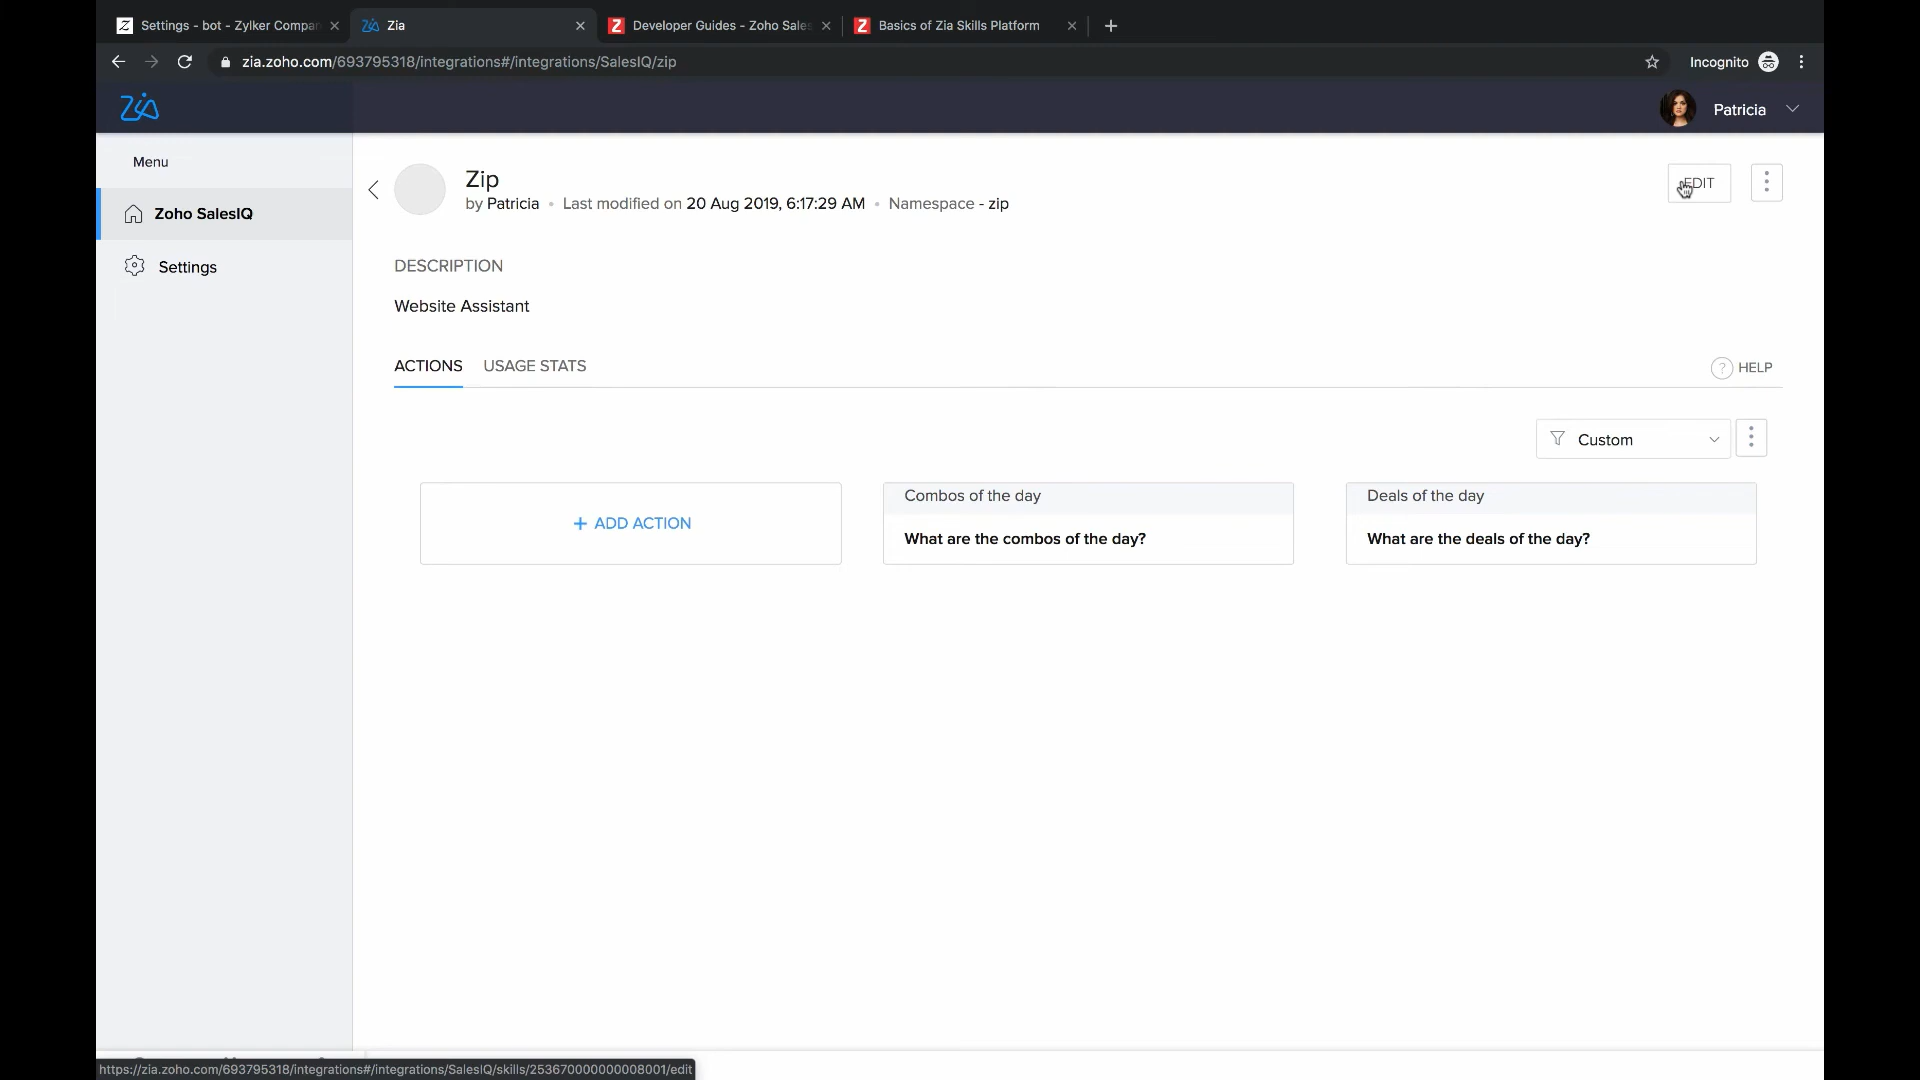 Settings - bot - Zylker Compan
Zia
Developer Guides - Zoho Sales
Basics of Zia Skills Platform
zia.zoho.com/693795318/integrations#/integrations/SalesIQ/zip
Incognito
Zia
Patricia
Menu
Zoho SalesIQ
Settings
Zip
by Patricia • Last modified on 20 Aug 2019, 6:17:29 AM • Namespace - zip
EDIT
DESCRIPTION
Website Assistant
ACTIONS
USAGE STATS
? HELP
Custom
+ ADD ACTION
Combos of the day
What are the combos of the day?
Deals of the day
What are the deals of the day?
https://zia.zoho.com/693795318/integrations#/integrations/SalesIQ/skills/253670000000008001/edit